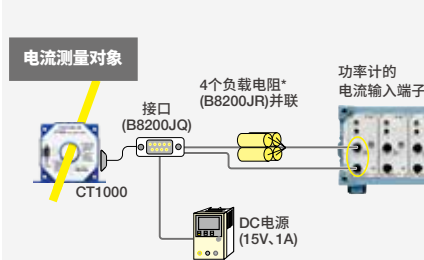 电流测量对象
4个负载电阻*
(B8200JR)并联
功率计的
电流输入端子
接口
(B8200JQ)
CT1000
DC电源
(15V、1A)